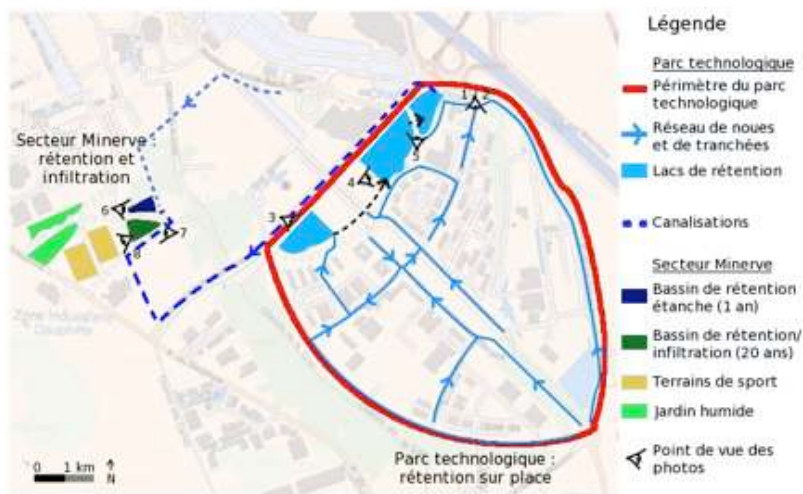 Légende
Parc technologique
Périmètre du parc
technologique
Réseau de noues
et de tranchées
Lacs de rétention
Canalisations
Secteur Minerve
Bassin de rétention
étanche (1 an)
Bassin de rétention/
infiltration (20 ans)
Terrains de sport
Jardin humide
Point de vue des
photos
Secteur Minerve :
rétention et
infiltration
1
2
3
4
5
6
7
8
Zone Industrielle
0 1 km N
Parc technologique :
rétention sur place